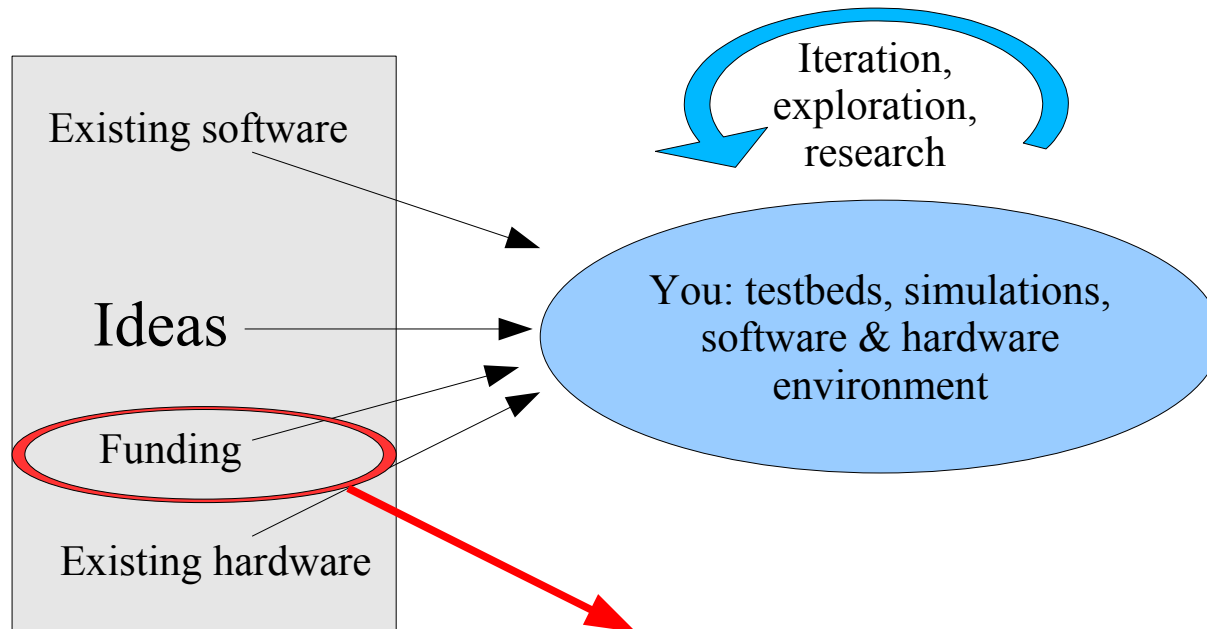 Existing software
Ideas
Funding
Existing hardware
Iteration,
exploration,
research
You: testbeds, simulations,
software & hardware
environment